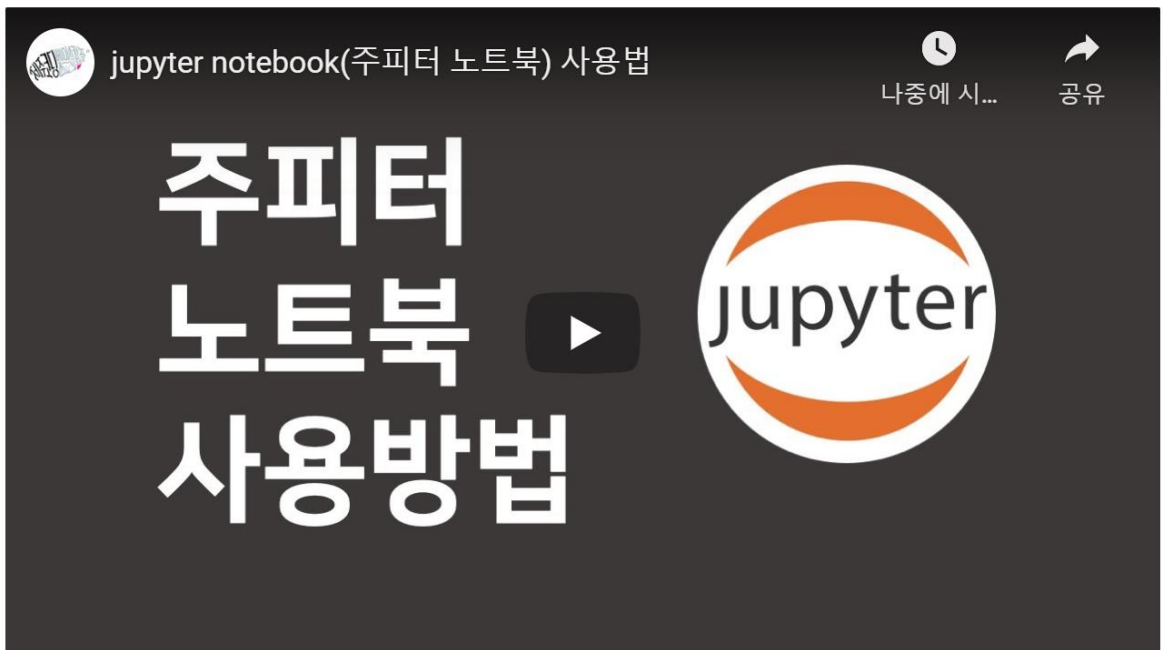 jupyter notebook(주피터 노트북) 사용법
나중에 시...
공유
주피터
노트북
사용방법
jupyter